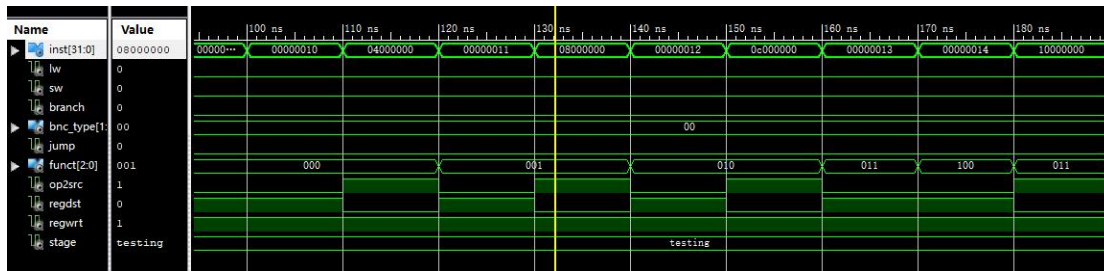 Name Value 100 ns 110 ns 120 ns 130 ns 140 ns 150 ns 160 ns 170 ns 180 ns
inst[31:0] 08000000 00000··· 00000010 04000000 00000011 08000000 00000012 0c000000 00000013 00000014 10000000
lw 0
sw 0
branch 0
bnc_type[1: 00 00
jump 0
funct[2:0] 001 000 001 010 011 100 011
op2src 1
regdst 0
regwrt 1
stage testing testing